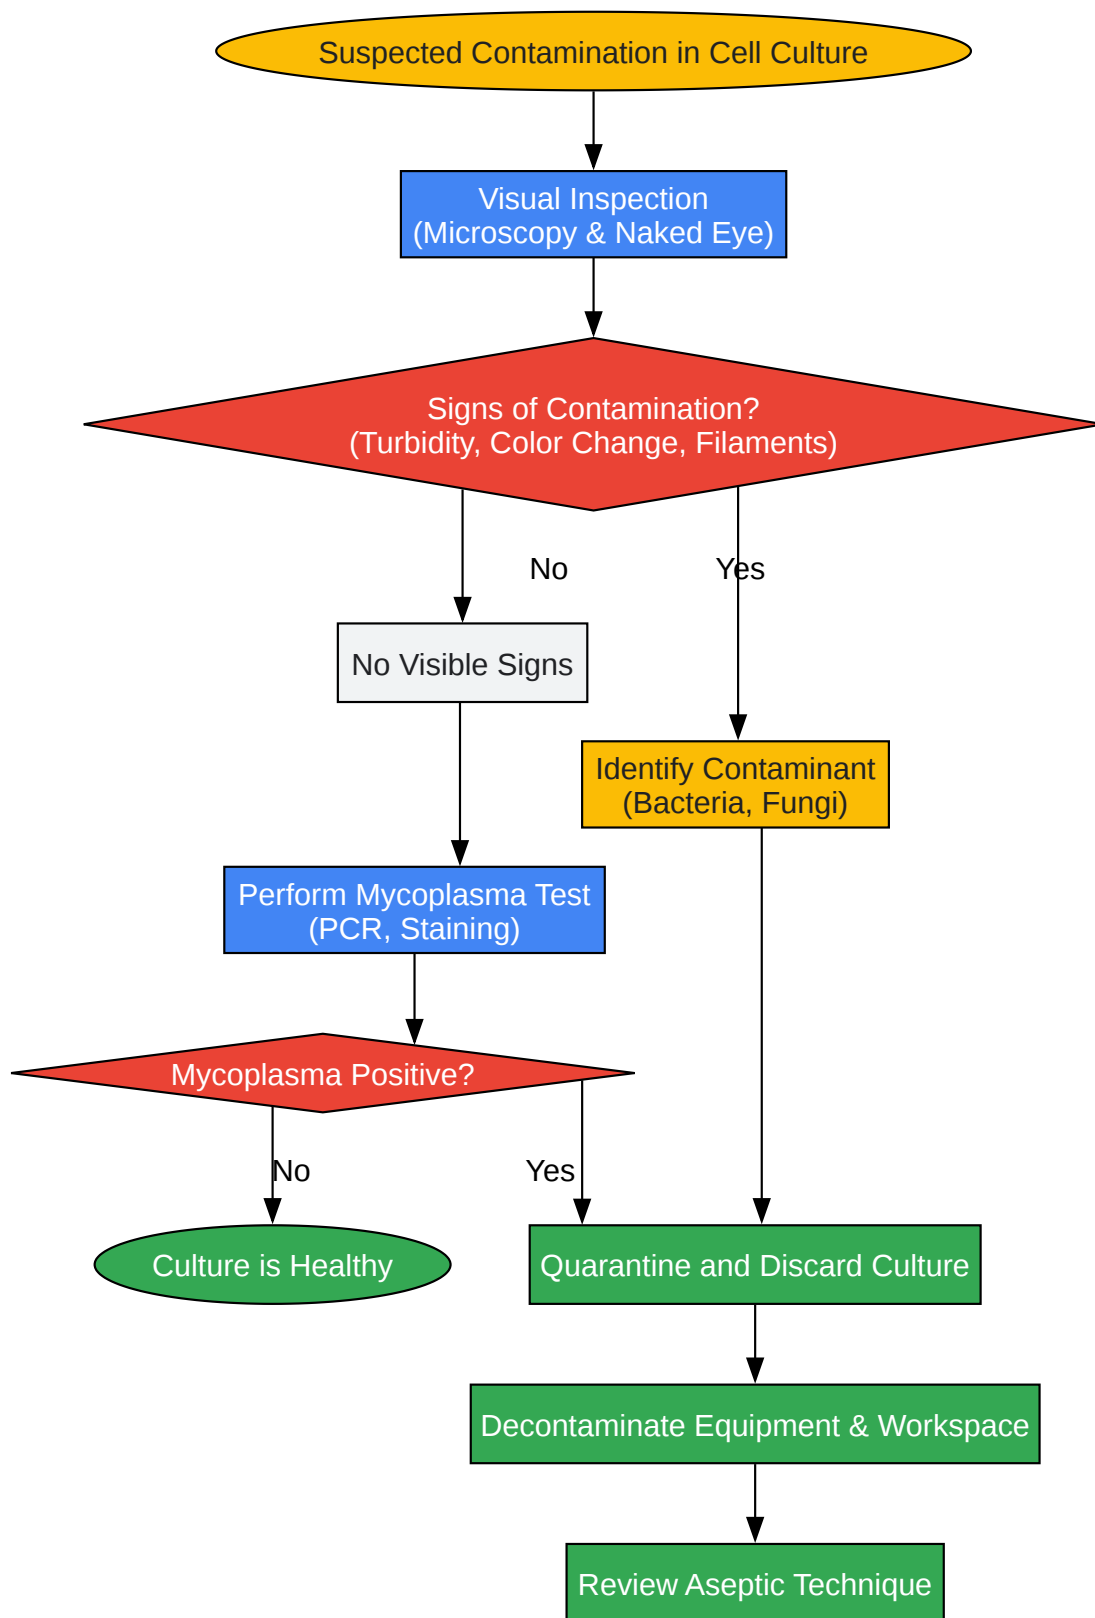 Suspected Contamination in Cell Culture
Visual Inspection
(Microscopy & Naked Eye)
Signs of Contamination?
(Turbidity, Color Change, Filaments)
No
Yes
No Visible Signs
Identify Contaminant
(Bacteria, Fungi)
Perform Mycoplasma Test
(PCR, Staining)
Mycoplasma Positive?
No
Yes
Culture is Healthy
Quarantine and Discard Culture
Decontaminate Equipment & Workspace
Review Aseptic Technique